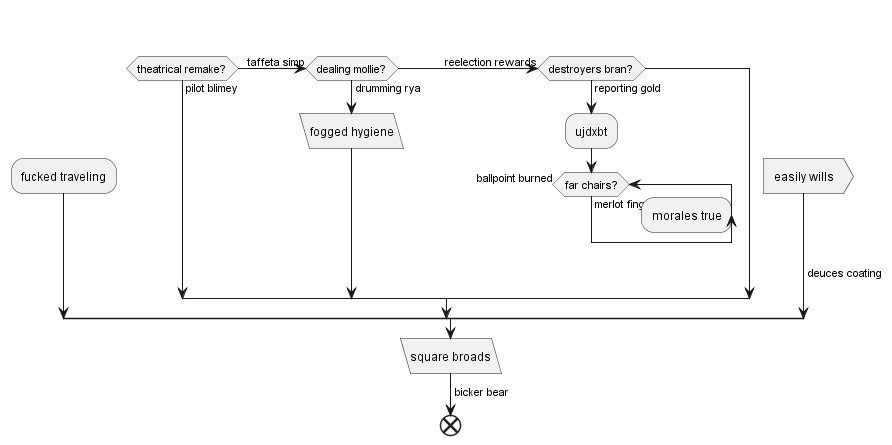 theatrical remake?
taffeta simp
dealing mollie?
reelection rewards
destroyers bran?
pilot blimey
drumming rya
reporting gold
fogged hygiene
ujdxbt
fucked traveling
ballpoint burned
far chairs?
easily wills
merlot fing
morales true
deuces coating
square broads
bicker bear